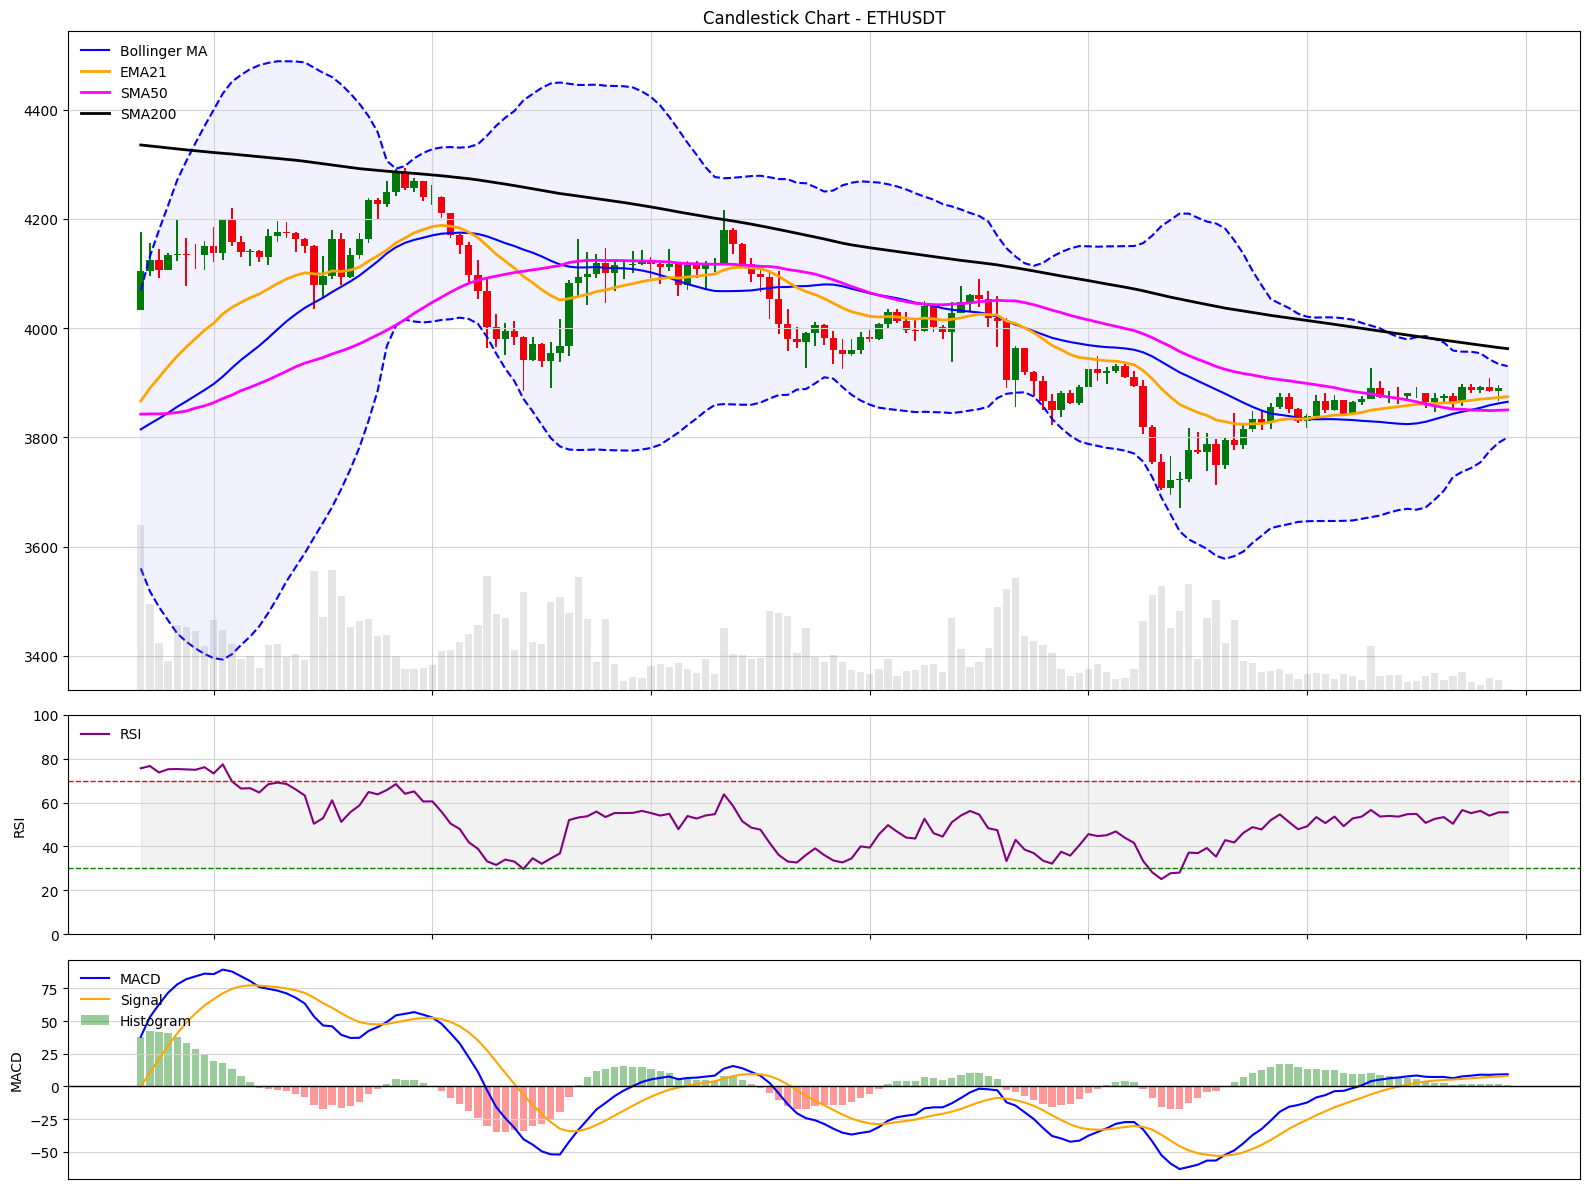 Candlestick Chart - ETHUSDT
Bollinger MA
EMA21
SMA50
SMA200
4400
4200
4000
3800
3600
3400
RSI
100
80
60
40
20
0
RSI
MACD
Signal
Histogram
75
50
25
0
−25
−50
MACD